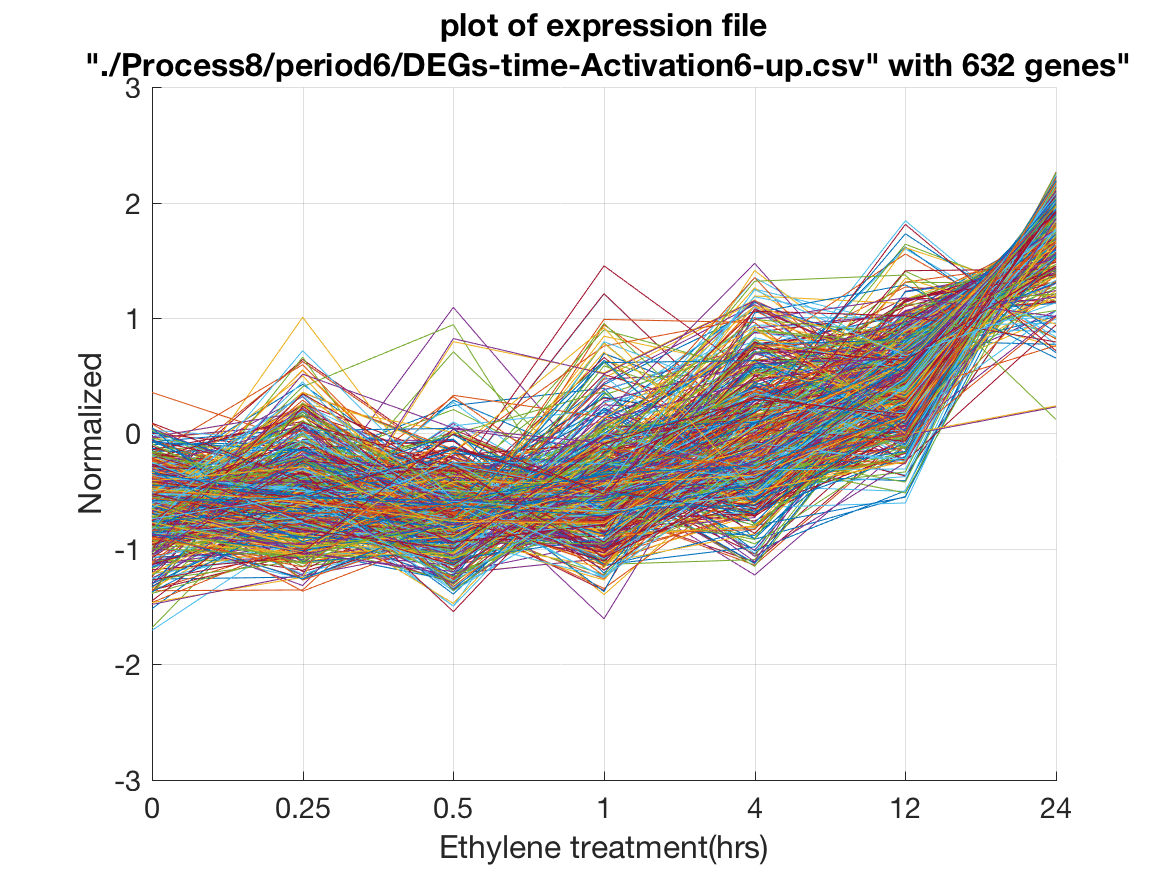 plot of expression file
"./Process8/period6/DEGs-time-Activation6-up.csv" with 632 genes"
3
2
1
0
-1
-2
-3
Normalized
0 0.25 0.5 1 4 12 24
Ethylene treatment(hrs)